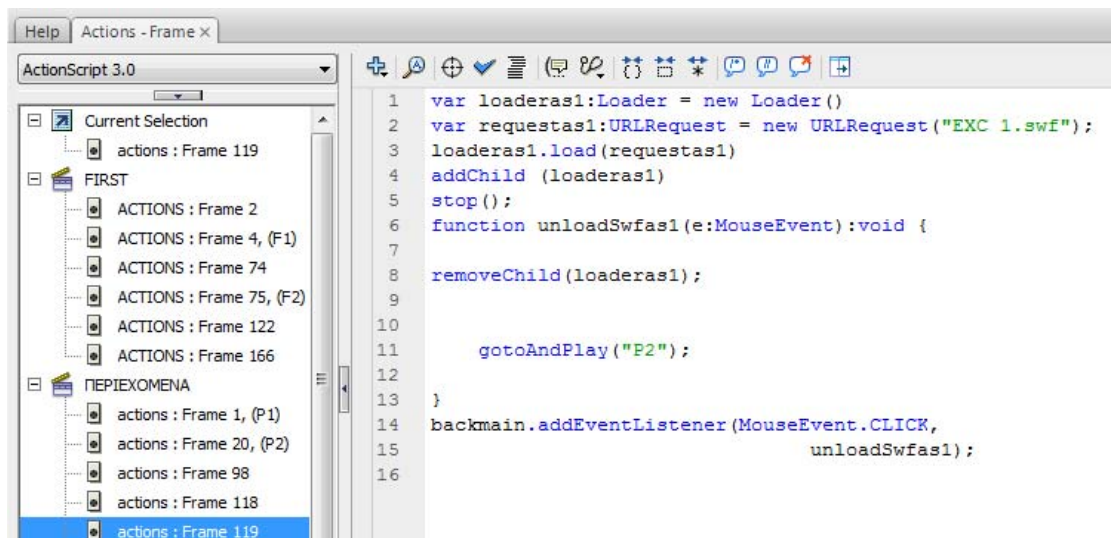 Help
Actions - Frame
ActionScript 3.0
Current Selection
actions : Frame 119
FIRST
ACTIONS : Frame 2
ACTIONS : Frame 4, (F1)
ACTIONS : Frame 74
ACTIONS : Frame 75, (F2)
ACTIONS : Frame 122
ACTIONS : Frame 166
ΠΕΡΙΕΧΟΜΕΝΑ
actions : Frame 1, (P1)
actions : Frame 20, (P2)
actions : Frame 98
actions : Frame 118
actions : Frame 119
1 var loaderas1:Loader = new Loader()
2 var requestas1:URLRequest = new URLRequest("EXC 1.swf");
3 loaderas1.load(requestas1)
4 addChild (loaderas1)
5 stop();
6 function unloadSwfas1(e:MouseEvent):void {
7
8 removeChild(loaderas1);
9
10
11 gotoAndPlay("P2");
12
13 }
14 backmain.addEventListener(MouseEvent.CLICK,
15 unloadSwfas1);
16